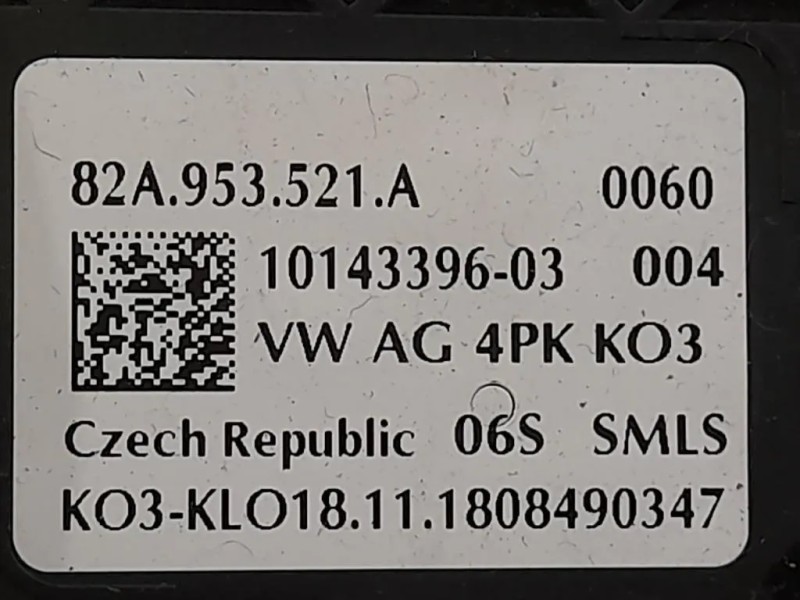 82A.953.521.A 0060
10143396-03 004
VW AG 4PK KO3
Czech Republic 06S SMLS
KO3-KLO18.11.1808490347